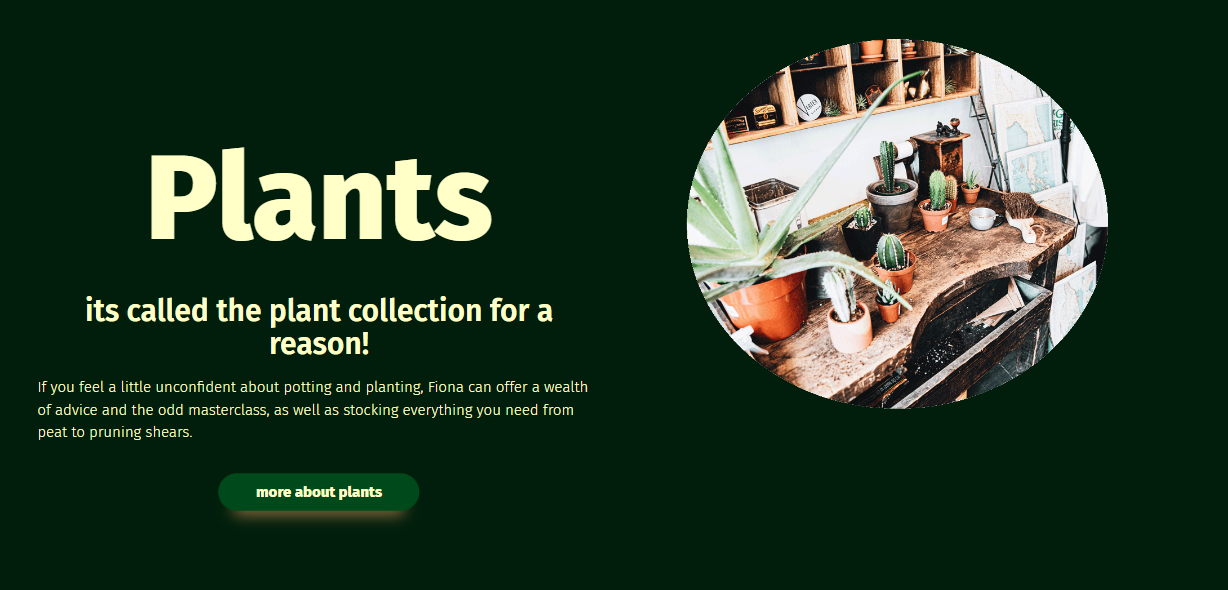 Plants
its called the plant collection for a
reason!
If you feel a little unconfident about potting and planting, Fiona can offer a wealth
of advice and the odd masterclass, as well as stocking everything you need from
peat to pruning shears.
more about plants